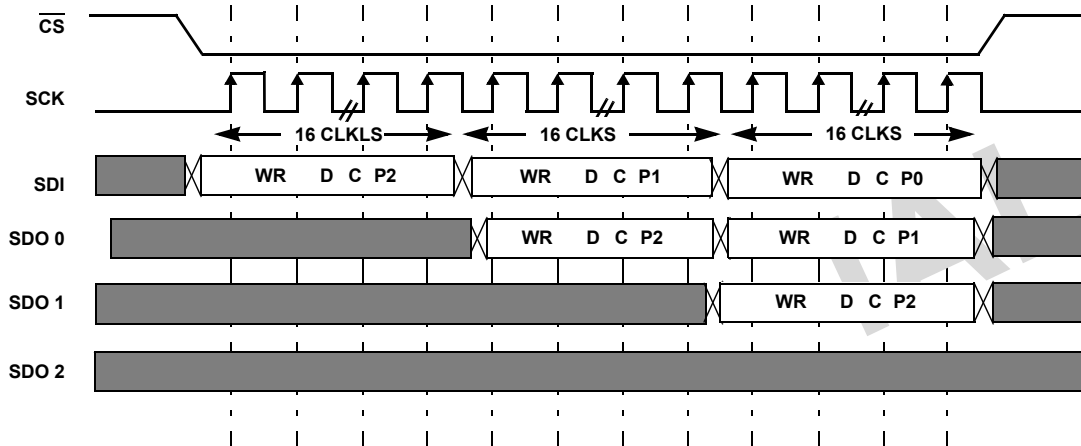 CS
SCK
16 CLKLS 16 CLKS 16 CLKS
SDI WR D C P2 WR D C P1 WR D C P0
SDO 0 WR D C P2 WR D C P1
SDO 1 WR D C P2
SDO 2